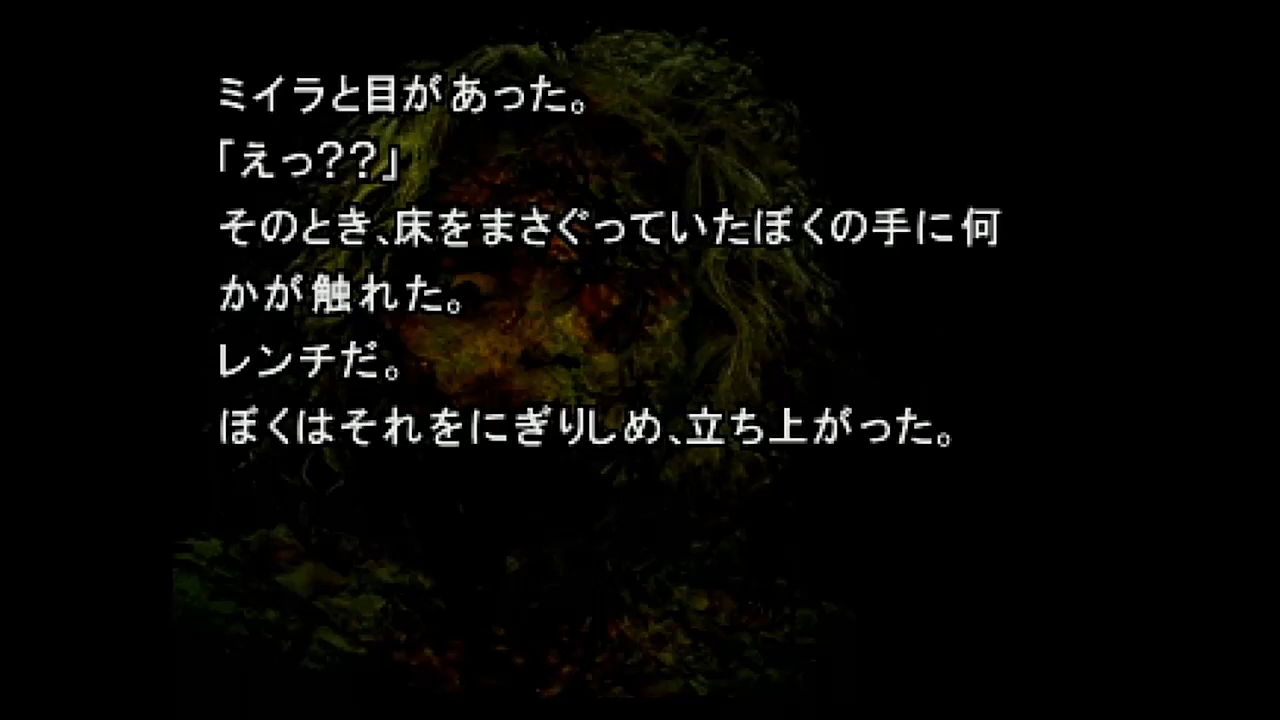 ミイラと目があった。
「えっ??」
そのとき、床をまさぐっていたぼくの手に何
かが触れた。
レンチだ。
ぼくはそれをにぎりしめ、立ち上がった。